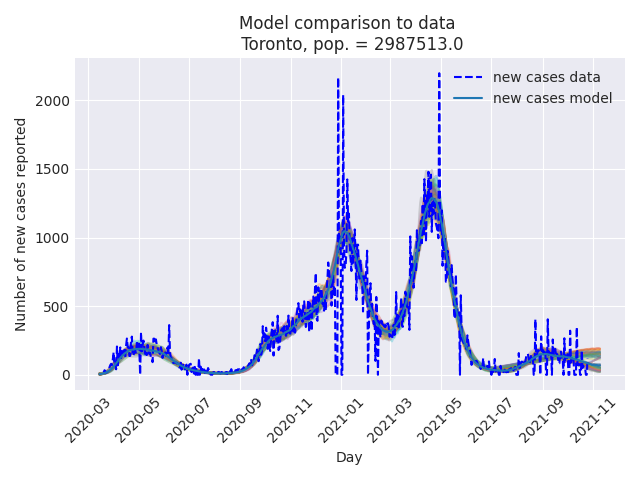 Model comparison to data
Toronto, pop. = 2987513.0
new cases data
new cases model
Number of new cases reported
2000
1500
1000
500
0
2020-03
2020-05
2020-07
2020-09
2020-11
2021-01
2021-03
2021-05
2021-07
2021-09
2021-11
Day